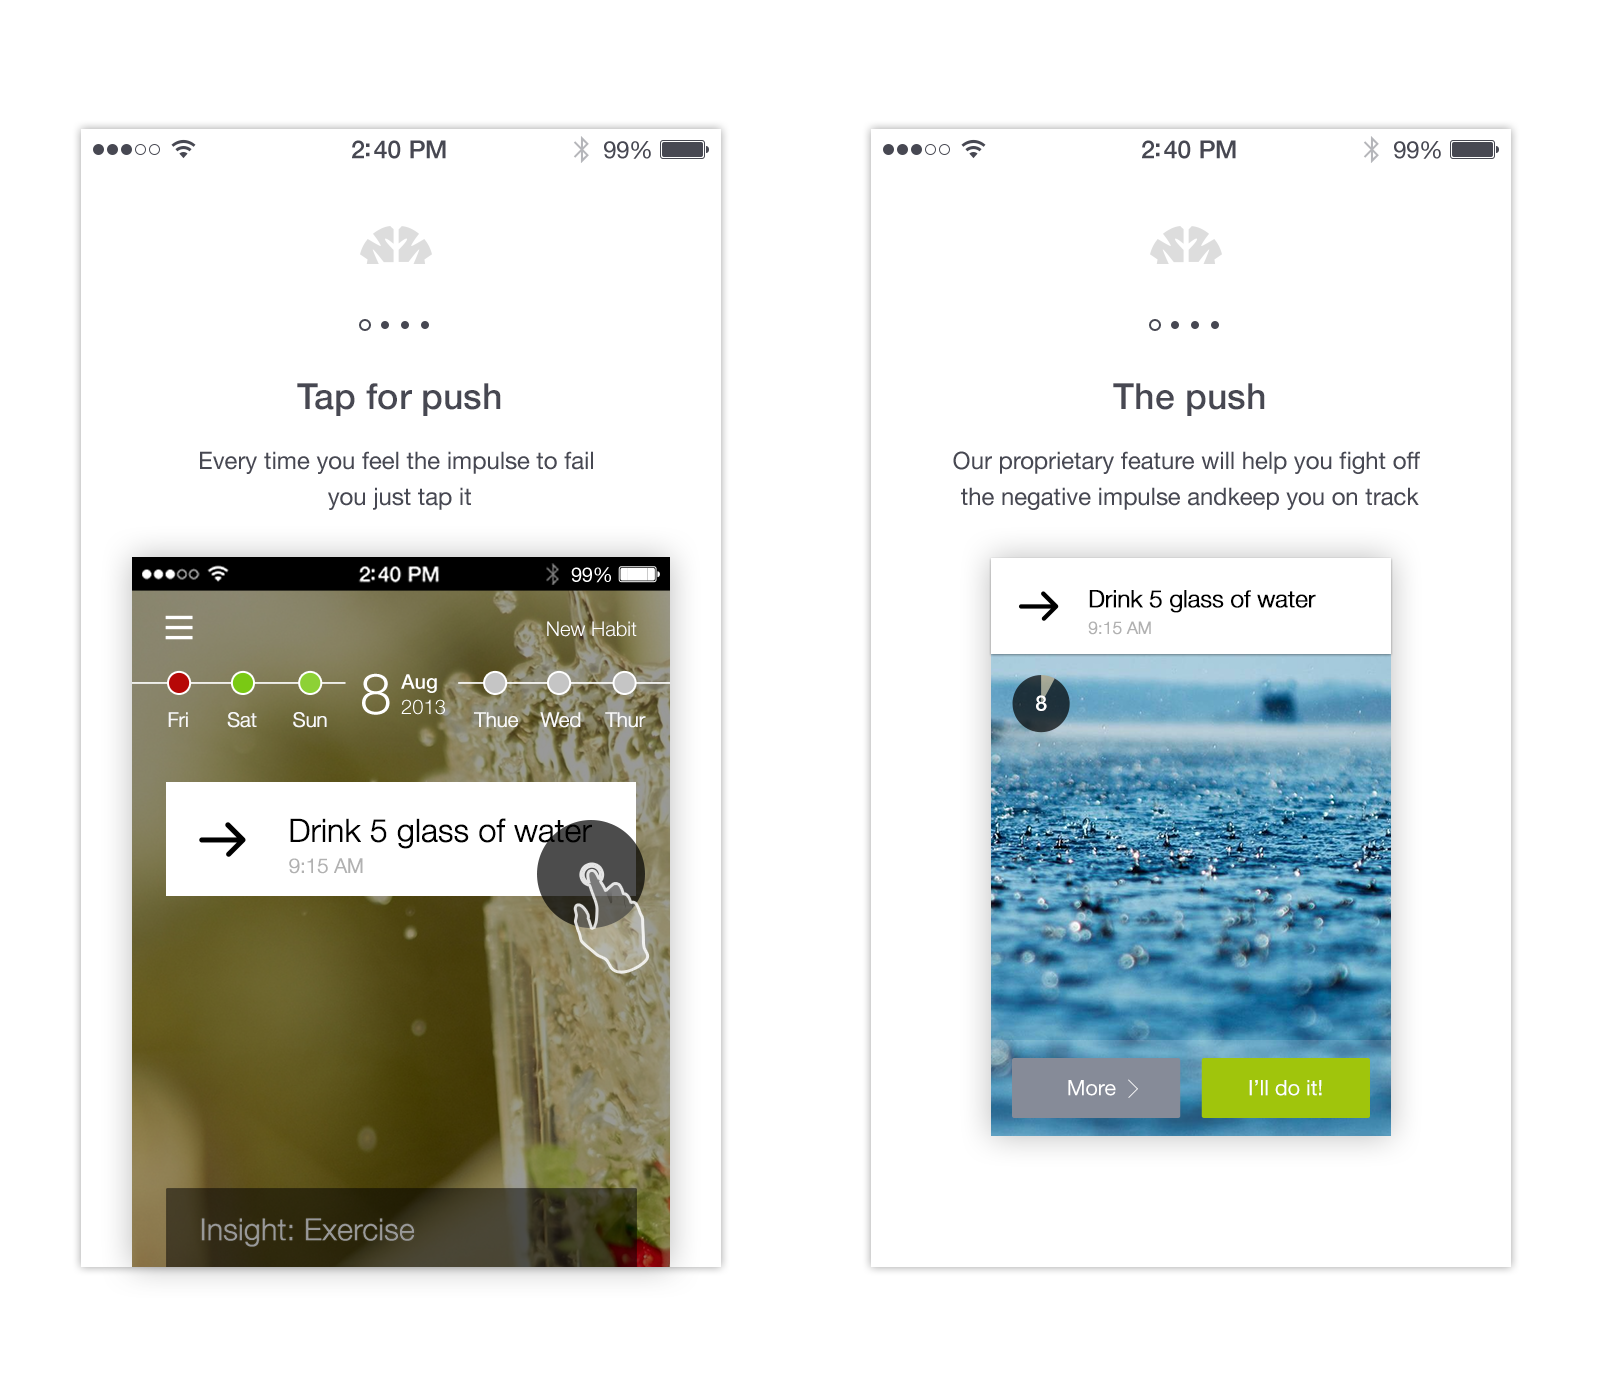 2:40 PM
99%
Tap for push
Every time you feel the impulse to fail
you just tap it
2:40 PM
99%
New Habit
8 Aug
2013
Fri Sat Sun Thue Wed Thur
Drink 5 glass of water
9:15 AM
Insight: Exercise
2:40 PM
99%
The push
Our proprietary feature will help you fight off
the negative impulse andkeep you on track
Drink 5 glass of water
9:15 AM
8
More
I'll do it!